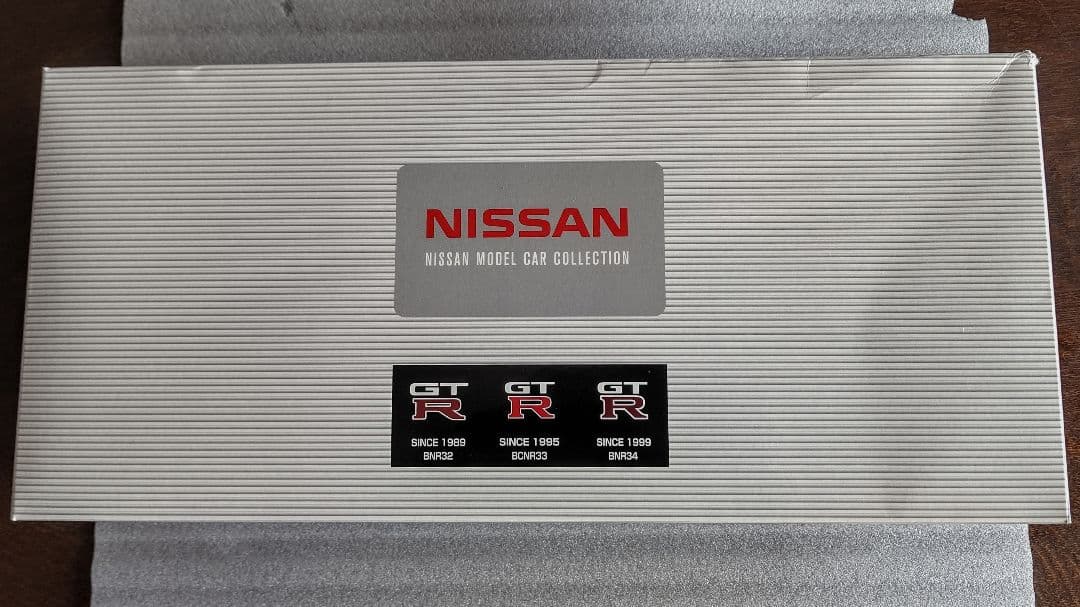 NISSAN
NISSAN MODEL CAR COLLECTION
GT R
SINCE 1989
BNR32
GT R
SINCE 1995
BCNR33
GT R
SINCE 1999
BNR34